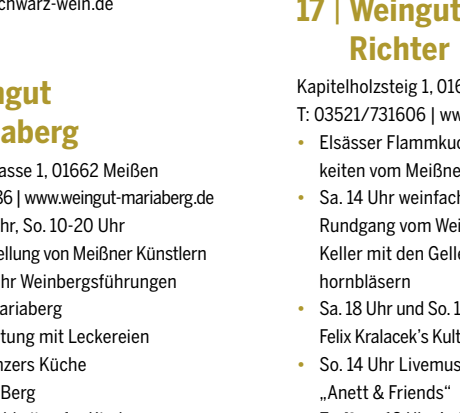 chwarz-wein.de
ngut
aberg
asse 1, 01662 Meißen
36 | www.weingut-mariaberg.de
hr, So. 10-20 Uhr
ellung von Meißner Künstlern
hr Weinbergsführungen
ariaberg
tung mit Leckereien
nzers Küche
Berg
17 | Weingut
Richter
Kapitelholzsteig 1, 016
T: 03521/731606 | ww
• Elsässer Flammkuc
keiten vom Meißne
• Sa. 14 Uhr weinfach
Rundgang vom Wei
Keller mit den Gelle
hornbläsern
• Sa. 18 Uhr und So. 1
Felix Kralacek's Kult
• So. 14 Uhr Livemus
„Anett & Friends“